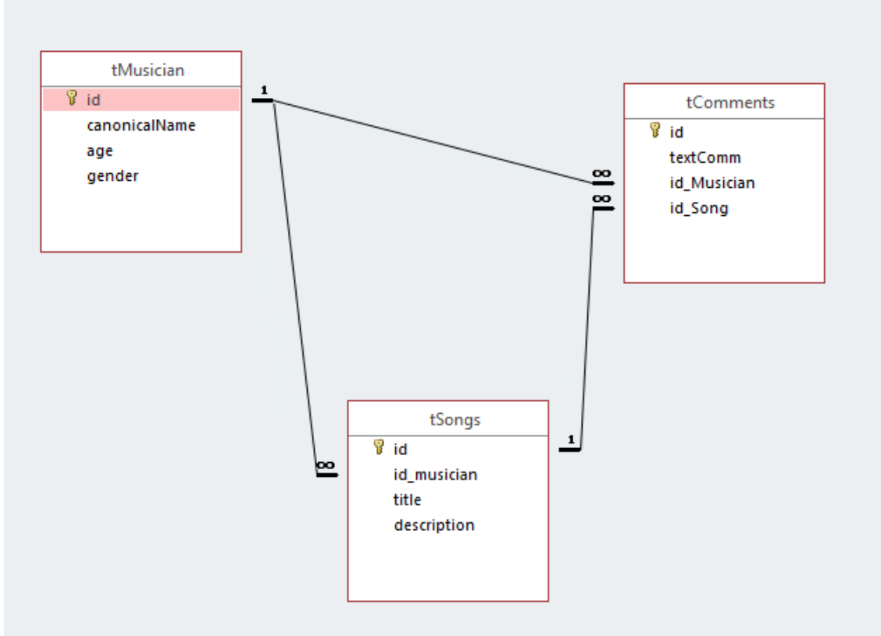 tMusician
id
canonicalName
age
gender
1
tComments
id
textComm
id_Musician
id_Song
∞
∞
tSongs
id
id_musician
title
description
∞
1